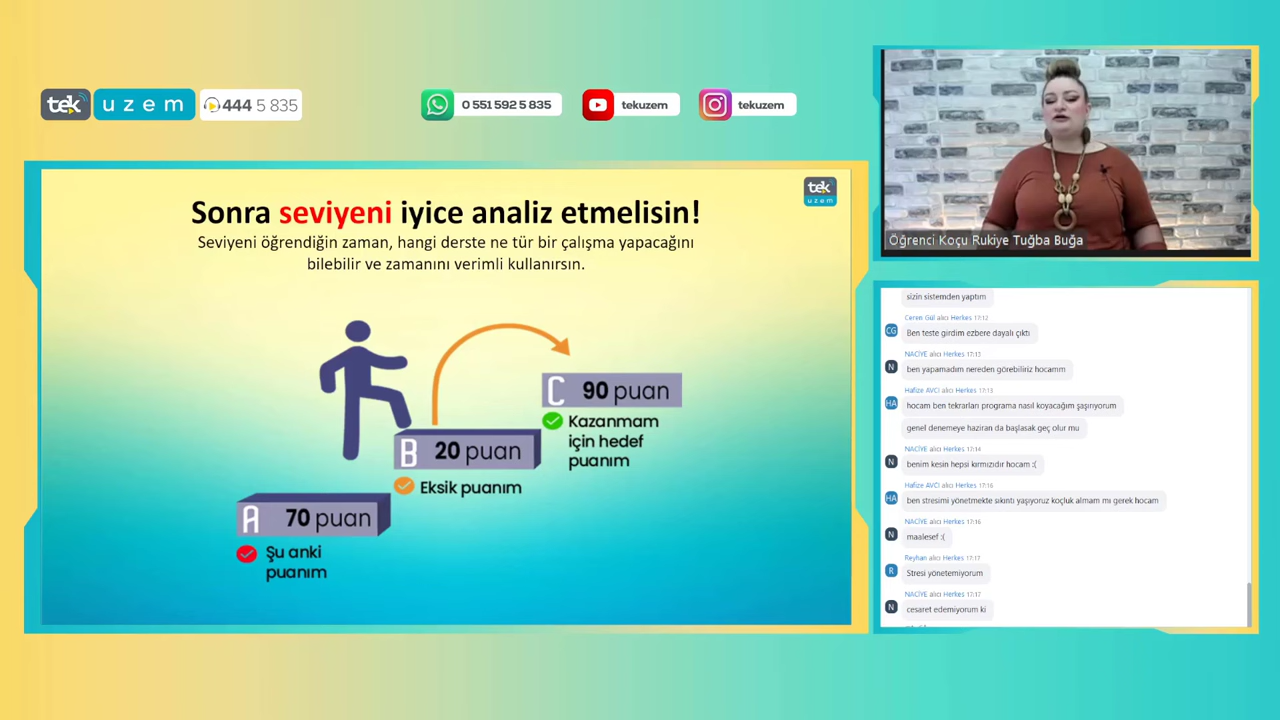 tek uzem 444 5 835
0 551 592 5 835
tekuzem
tekuzem
tek
uzem
Sonra seviyeni iyice analiz etmelisin!
Seviyeni öğrendiğin zaman, hangi derste ne tür bir çalışma yapacağını
bilebilir ve zamanını verimli kullanırsın.
C 90 puan
Kazanmam
için hedef
puanım
B 20 puan
Eksik puanım
A 70 puan
Şu anki
puanım
Öğrenci Koçu Rukiye Tuğba Buğa
sizin sistemden yaptım
Ceren Gül alıcı Herkes 17:12
CG
Ben teste girdim ezbere dayalı çıktı
NACİYE alıcı Herkes 17:13
N
ben yapamadım nereden görebiliriz hocamm
Hafize AVCI alıcı Herkes 17:13
HA
hocam ben tekrarları programa nasıl koyacağım şaşırıyorum
genel denemeye haziran da başlasak geç olur mu
NACİYE alıcı Herkes 17:14
N
benim kesin hepsi kırmızıdır hocam :(
Hafize AVCI alıcı Herkes 17:16
HA
ben stresimi yönetmekte sıkıntı yaşıyoruz koçluk almam mı gerek hocam
NACİYE alıcı Herkes 17:16
N
maalesef :(
Reyhan alıcı Herkes 17:17
R
Stresi yönetemiyorum
NACİYE alıcı Herkes 17:17
N
cesaret edemiyorum ki